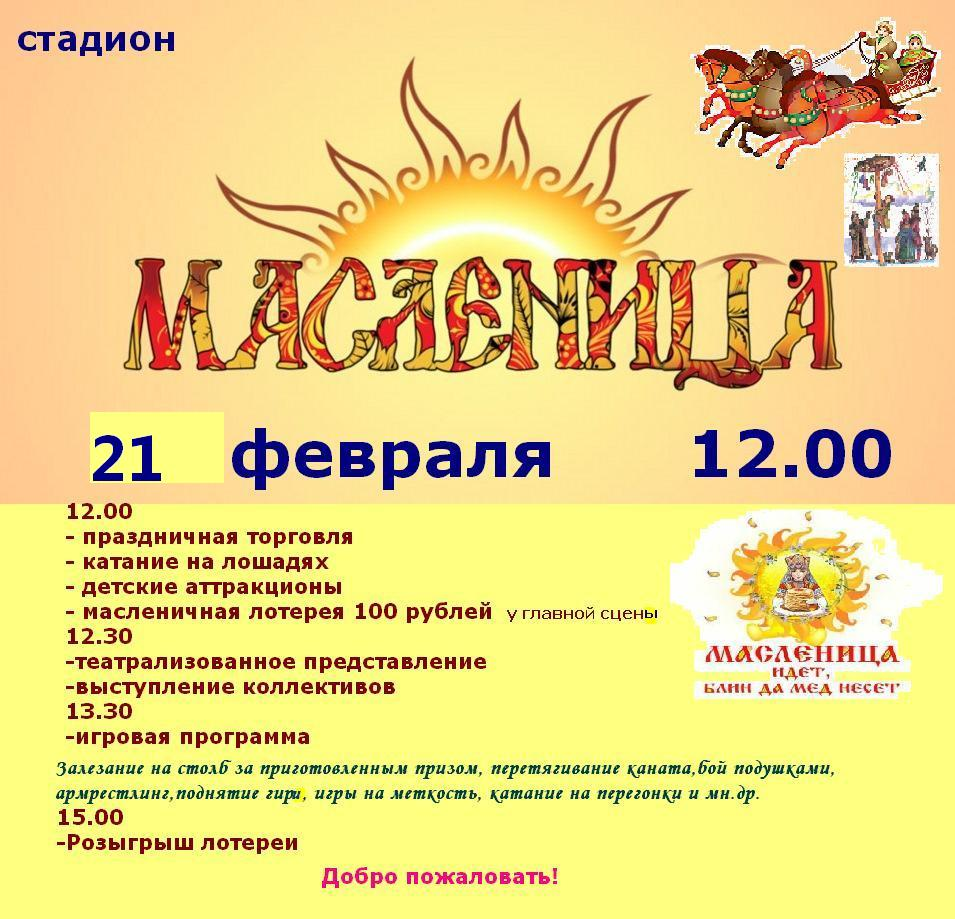 стадион
МАСЛЕНИЦА
21 февраля 12.00
12.00
- праздничная торговля
- катание на лошадях
- детские аттракционы
- масленичная лотерея 100 рублей у главной сцены
12.30
-театрализованное представление
-выступление коллективов
13.30
-игровая программа
МАСЛЕНИЦА
ИДЕТ,
БЛИН ДА МЕД НЕСЕТ
Залезание на столб за приготовленным призом, перетягивание каната,бой подушками,
армрестлинг,поднятие гири, игры на меткость, катание на перегонки и мн.др.
15.00
-Розыгрыш лотереи
Добро пожаловать!